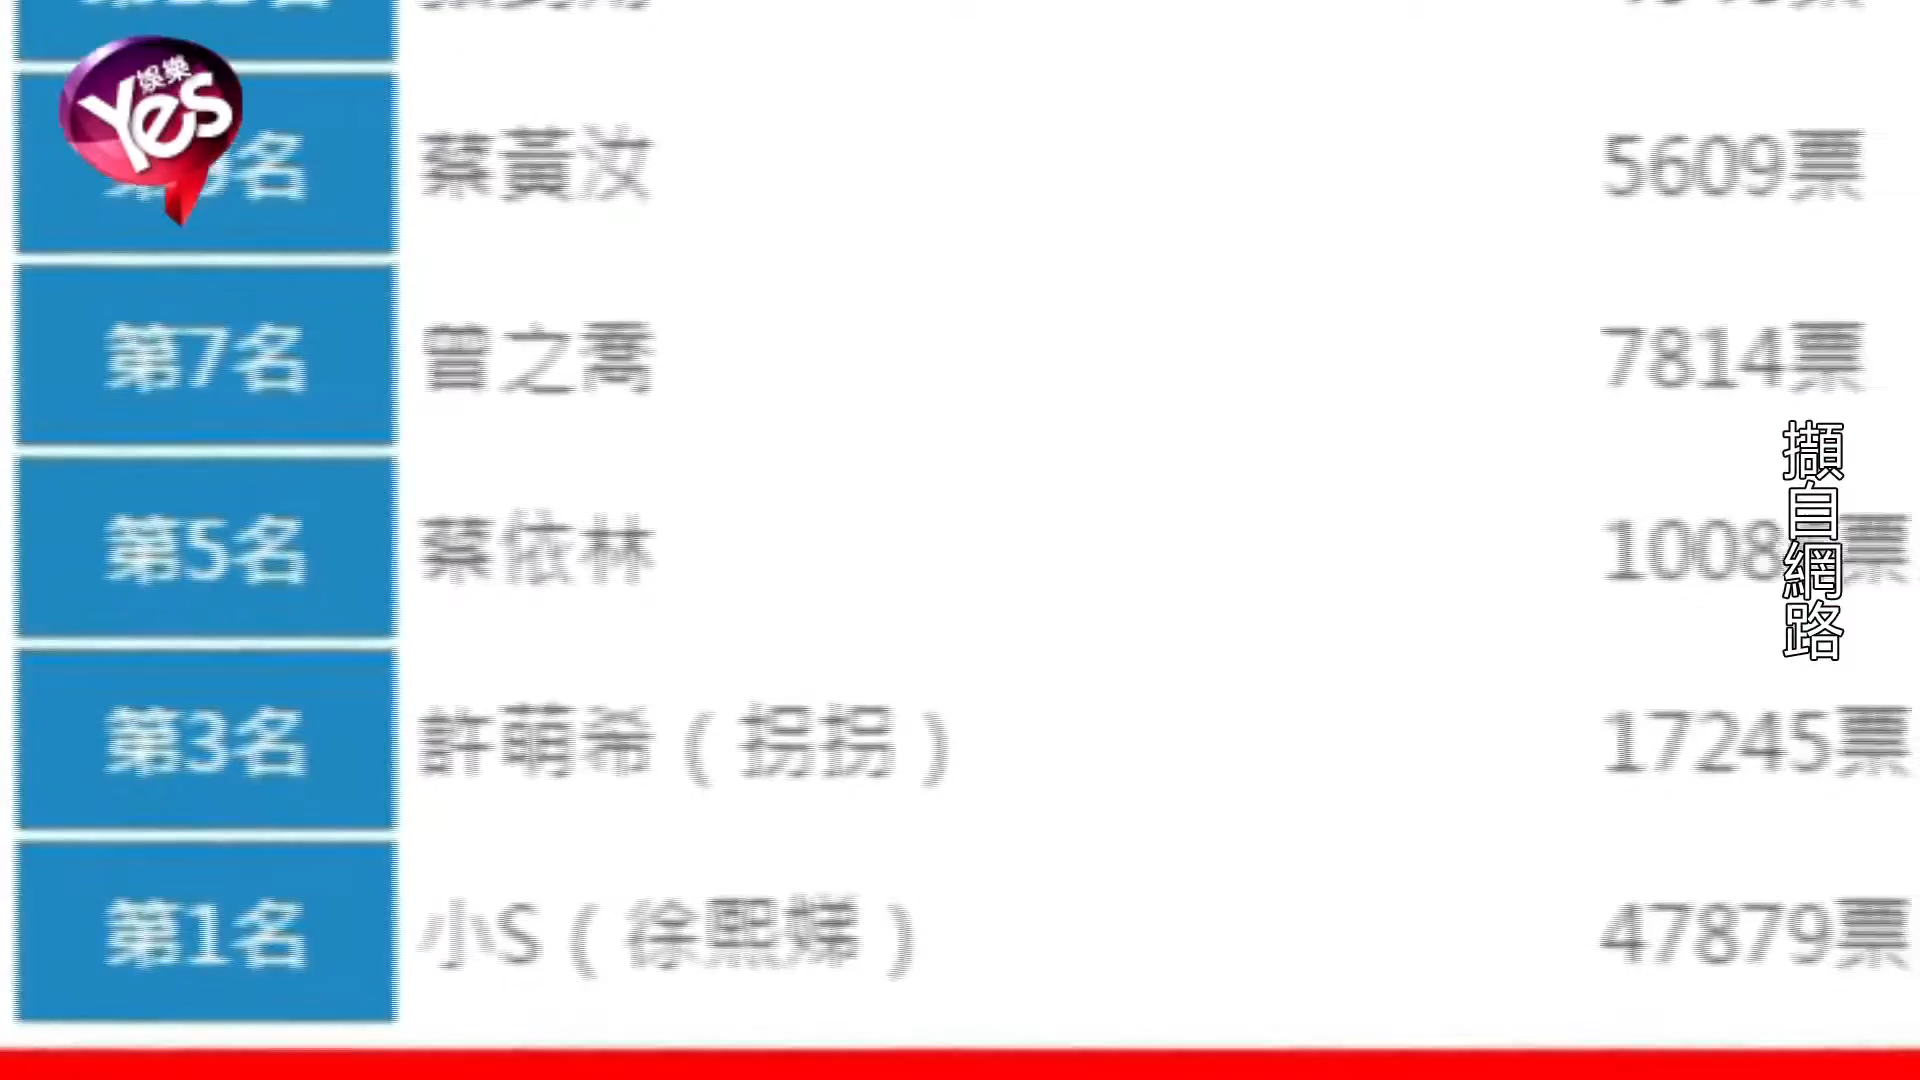 Yes娛樂
蔡黃汝 5609票
第7名 曾之喬 7814票
第5名 蔡依林 1008 票
第3名 許萌希（拐拐） 17245票
第1名 小S（徐熙娣） 47879票
擷自網路